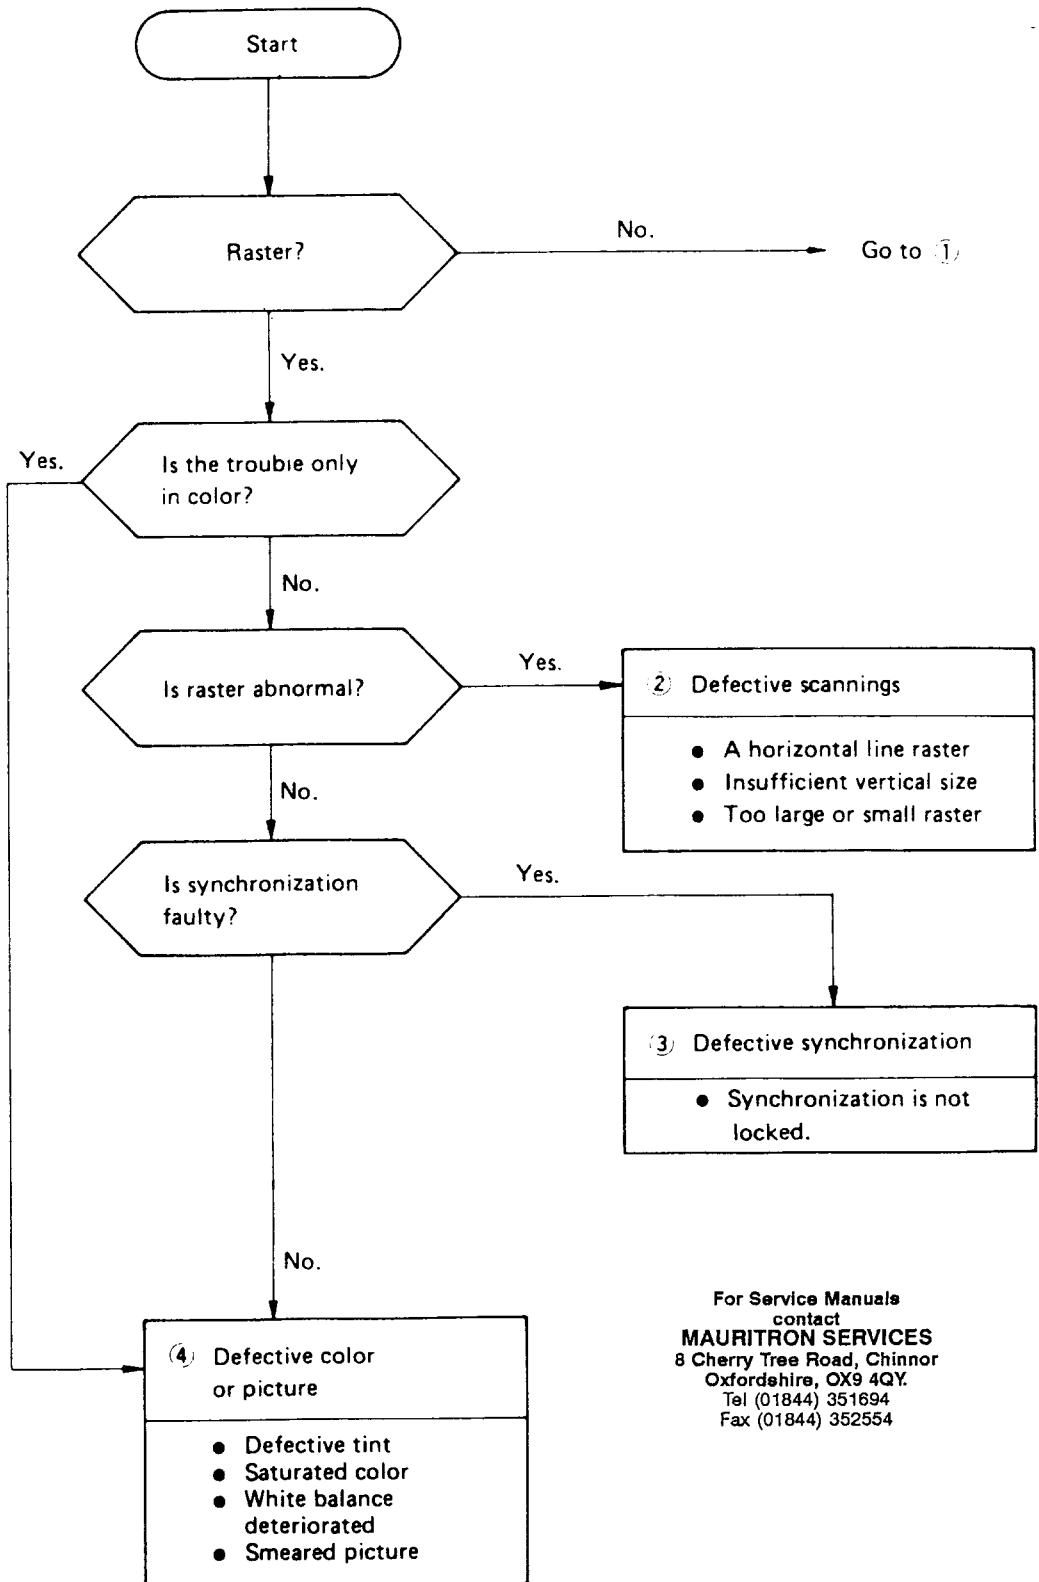 Start
Raster?
No.
Go to ①
Yes.
Yes.
Is the trouble only
in color?
No.
Is raster abnormal?
Yes.
② Defective scannings
● A horizontal line raster
● Insufficient vertical size
● Too large or small raster
No.
Is synchronization
faulty?
Yes.
③ Defective synchronization
● Synchronization is not
locked.
No.
④ Defective color
or picture
● Defective tint
● Saturated color
● White balance
deteriorated
● Smeared picture
For Service Manuals
contact
MAURITRON SERVICES
8 Cherry Tree Road, Chinnor
Oxfordshire, OX9 4QY.
Tel (01844) 351694
Fax (01844) 352554